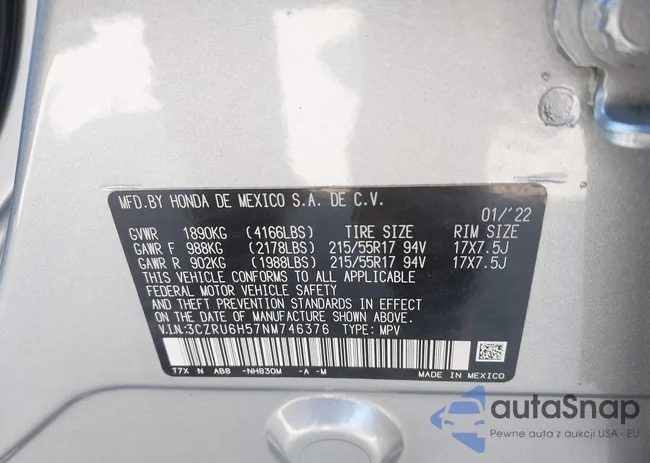 MFD.BY HONDA DE MEXICO S.A. DE C.V.
01/'22
GVWR 1890KG (4166LBS) TIRE SIZE RIM SIZE
GAWR F 988KG (2178LBS) 215/55R17 94V 17X7.5J
GAWR R 902KG (1988LBS) 215/55R17 94V 17X7.5J
THIS VEHICLE CONFORMS TO ALL APPLICABLE
FEDERAL MOTOR VEHICLE SAFETY
AND THEFT PREVENTION STANDARDS IN EFFECT
ON THE DATE OF MANUFACTURE SHOWN ABOVE.
V.I.N:3CZRU6H57NM746376 TYPE: MPV
T7X N A88 -NH830M -A -M MADE IN MEXICO
autoSnap
Pewne auta z aukcji USA i EU